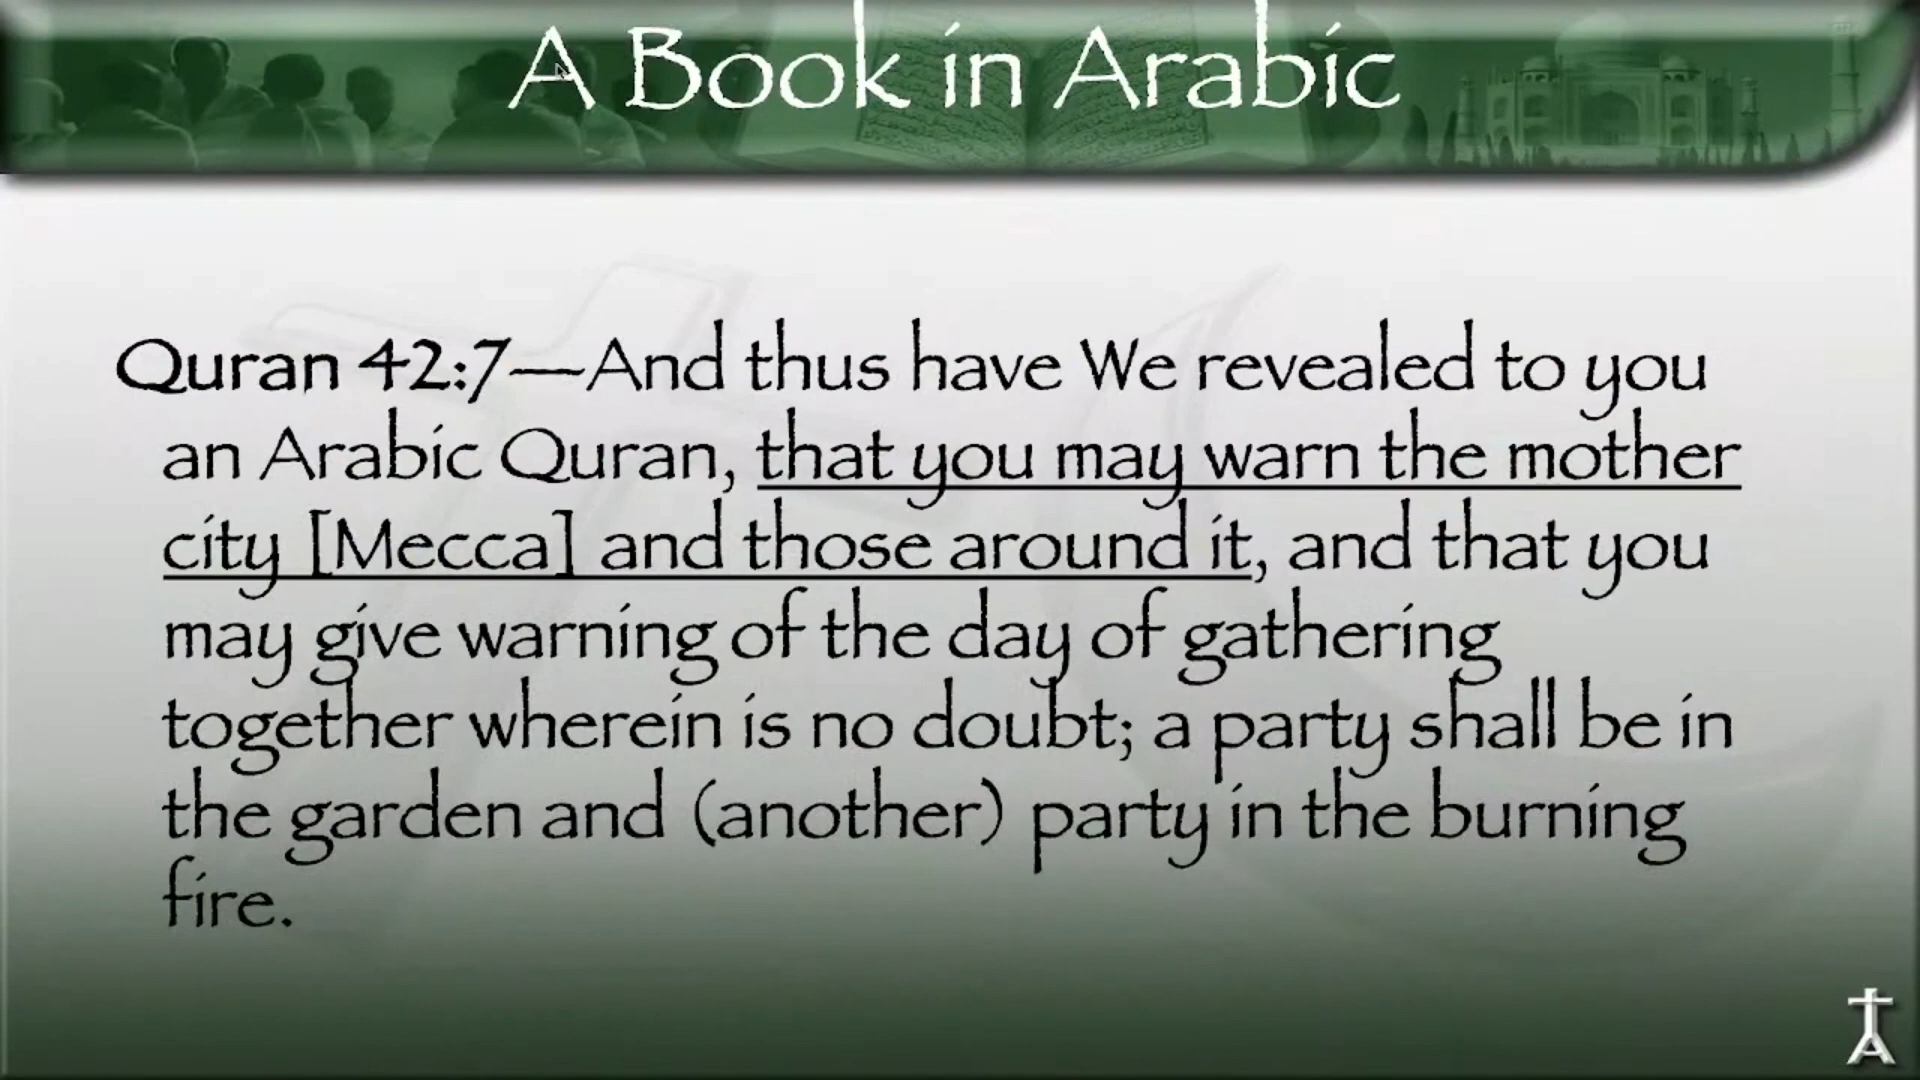 A Book in Arabic
Quran 42:7—And thus have We revealed to you
an Arabic Quran, that you may warn the mother
city [Mecca] and those around it, and that you
may give warning of the day of gathering
together wherein is no doubt; a party shall be in
the garden and (another) party in the burning
fire.